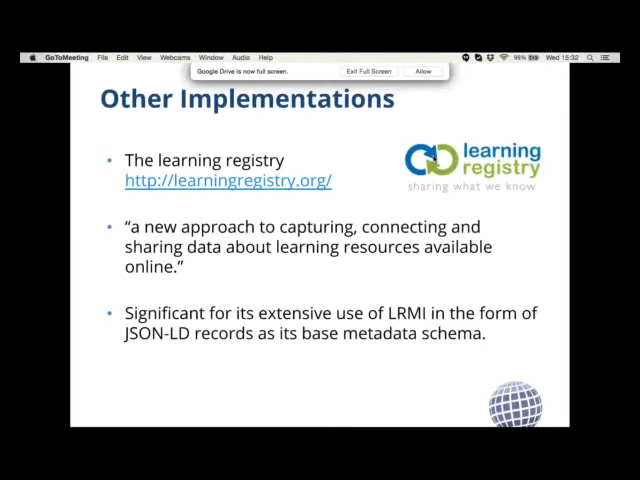 GoToMeeting File Edit View Webcams Window Audio Help 99% Wed 15:32
Google Drive is now full screen. Exit Full Screen Allow
Other Implementations
• The learning registry
http://learningregistry.org/
learning
registry
sharing what we know
• “a new approach to capturing, connecting and
sharing data about learning resources available
online.”
• Significant for its extensive use of LRMI in the form of
JSON-LD records as its base metadata schema.